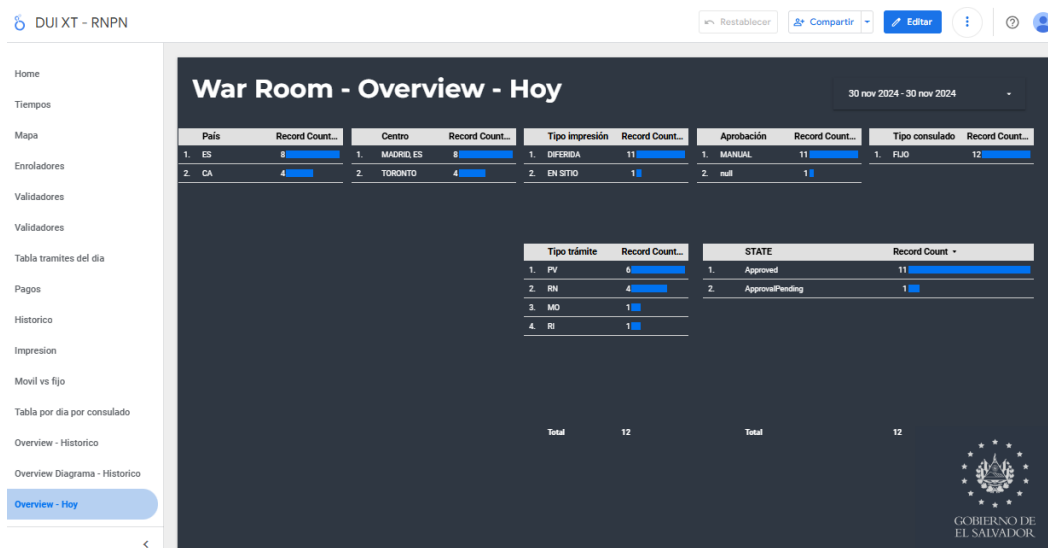 DUI XT - RNPN
Restablecer
Compartir
Editar
Home
Tiempos
Mapa
Enroladores
Validadores
Validadores
Tabla tramites del dia
Pagos
Historico
Impresion
Movil vs fijo
Tabla por dia por consulado
Overview - Historico
Overview Diagrama - Historico
Overview - Hoy
War Room - Overview - Hoy
30 nov 2024 - 30 nov 2024
País Record Count...
1. ES 8
2. CA 4
Centro Record Count...
1. MADRID, ES 8
2. TORONTO 4
Tipo impresión Record Count...
1. DIFERIDA 11
2. EN SITIO 1
Aprobación Record Count...
1. MANUAL 11
2. null 1
Tipo consulado Record Count...
1. FIJO 12
Tipo trámite Record Count...
1. PV 6
2. RN 4
3. MO 1
4. RI 1
Total 12
STATE Record Count
1. Approved 11
2. ApprovalPending 1
Total 12
GOBIERNO DE
EL SALVADOR